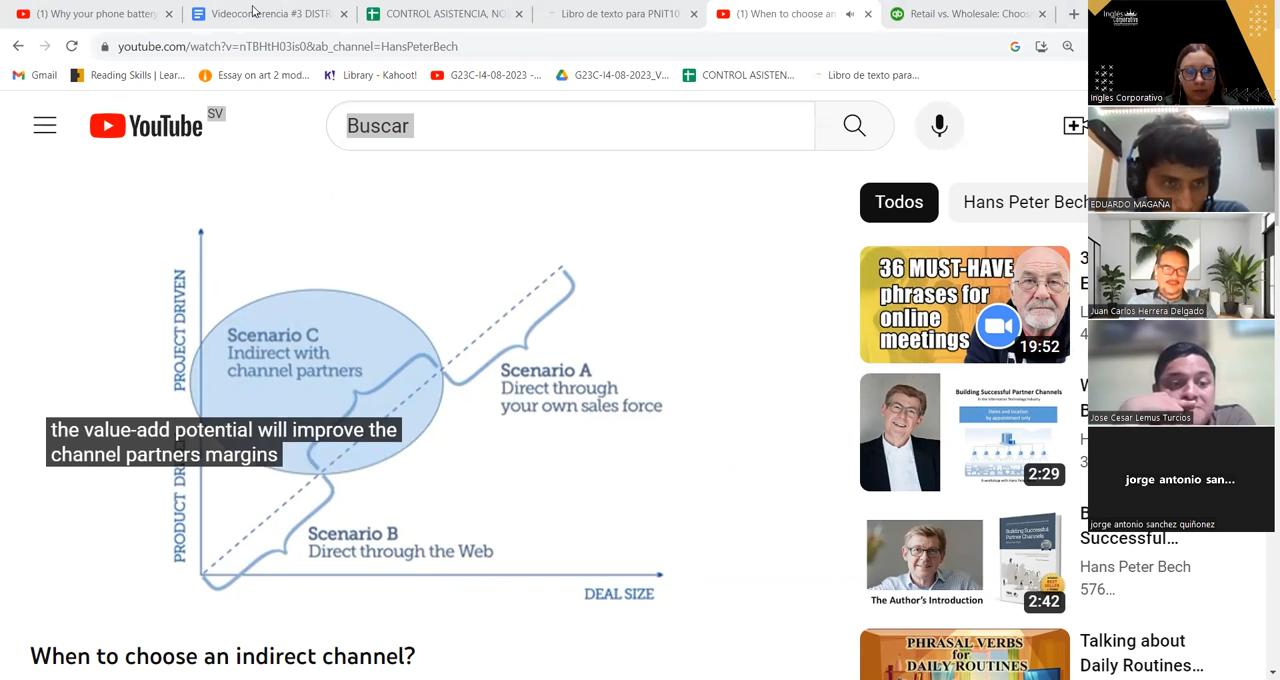 (1) Why your phone battery
Videoconferencia #3 DISTR
CONTROL ASISTENCIA, NO
Libro de texto para PNIT10
(1) When to choose an
Retail vs. Wholesale: Choos
youtube.com/watch?v=nTBHtH03is0&ab_channel=HansPeterBech
Gmail
Reading Skills | Lear...
Essay on art 2 mod...
Library - Kahoot!
G23C-I4-08-2023 -...
G23C-I4-08-2023_V...
CONTROL ASISTEN...
Libro de texto para...
YouTube SV
Buscar
Todos
Hans Peter Bech
PROJECT DRIVEN
PRODUCT DRI
Scenario C
Indirect with
channel partners
Scenario A
Direct through
your own sales force
the value-add potential will improve the
channel partners margins
Scenario B
Direct through the Web
DEAL SIZE
When to choose an indirect channel?
36 MUST-HAVE
phrases for
online
meetings
19:52
Building Successful Partner Channels
2:29
The Author's Introduction
2:42
Successful...
Hans Peter Bech
576...
PHRASAL VERBS
for
DAILY ROUTINES
Talking about
Daily Routines...
Inglés
Corporativo
Ingles Corporativo
EDUARDO MAGAÑA
Juan Carlos Herrera Delgado
Jose Cesar Lemus Turcios
jorge antonio san...
jorge antonio sanchez quiñonez